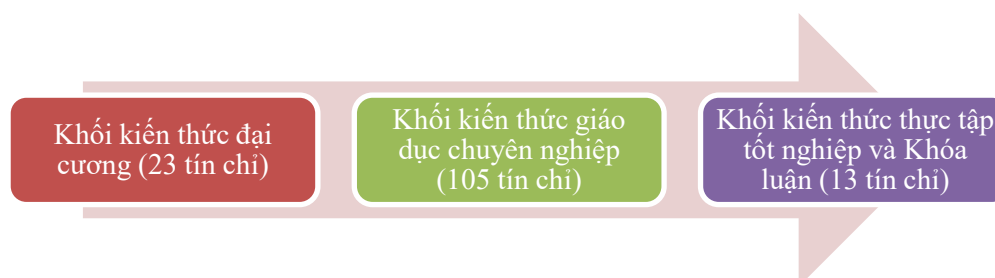 Khối kiến thức đại
cương (23 tín chỉ)
Khối kiến thức giáo
dục chuyên nghiệp
(105 tín chỉ)
Khối kiến thức thực tập
tốt nghiệp và Khóa
luận (13 tín chỉ)